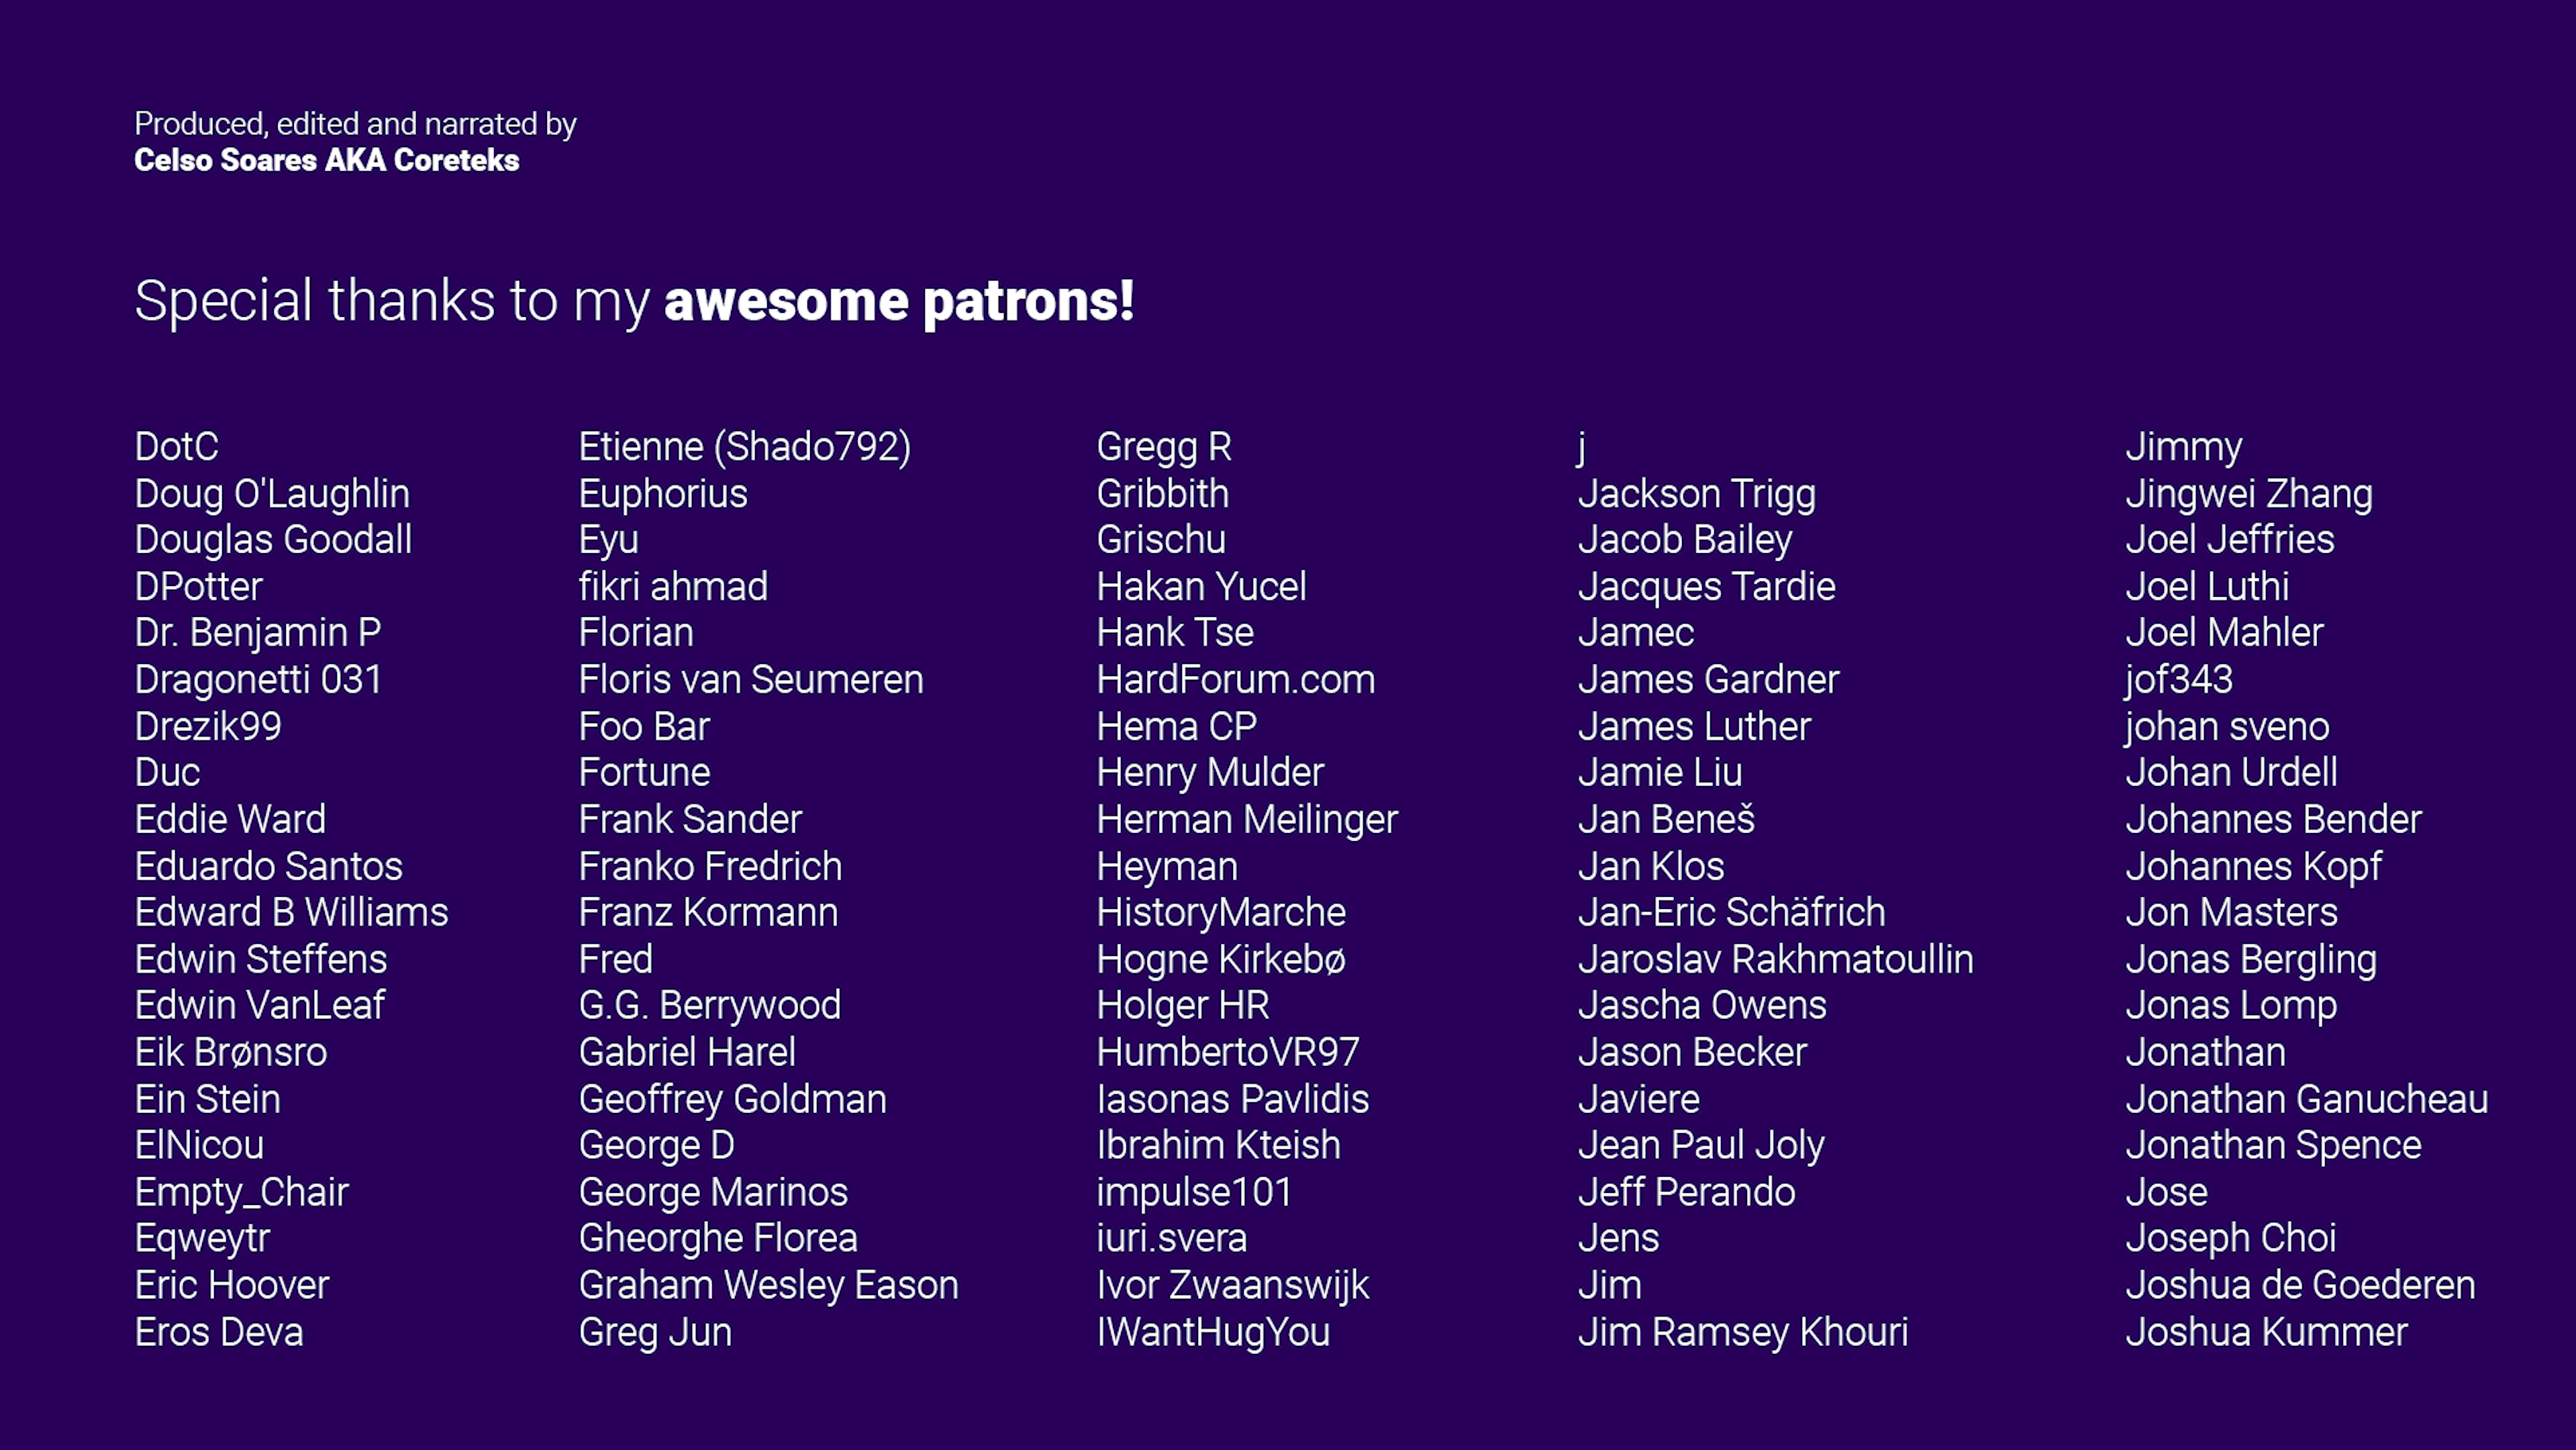 Produced, edited and narrated by
Celso Soares AKA Coreteks
Special thanks to my awesome patrons!
DotC
Doug O'Laughlin
Douglas Goodall
DPotter
Dr. Benjamin P
Dragonetti 031
Drezik99
Duc
Eddie Ward
Eduardo Santos
Edward B Williams
Edwin Steffens
Edwin VanLeaf
Eik Brønsro
Ein Stein
ElNicou
Empty_Chair
Eqweytr
Eric Hoover
Eros Deva
Etienne (Shado792)
Euphorius
Eyu
fikri ahmad
Florian
Floris van Seumeren
Foo Bar
Fortune
Frank Sander
Franko Fredrich
Franz Kormann
Fred
G.G. Berrywood
Gabriel Harel
Geoffrey Goldman
George D
George Marinos
Gheorghe Florea
Graham Wesley Eason
Greg Jun
Gregg R
Gribbith
Grischu
Hakan Yucel
Hank Tse
HardForum.com
Hema CP
Henry Mulder
Herman Meilinger
Heyman
HistoryMarche
Hogne Kirkebø
Holger HR
HumbertoVR97
Iasonas Pavlidis
Ibrahim Kteish
impulse101
iuri.svera
Ivor Zwaanswijk
IWantHugYou
j
Jackson Trigg
Jacob Bailey
Jacques Tardie
Jamec
James Gardner
James Luther
Jamie Liu
Jan Beneš
Jan Klos
Jan-Eric Schäfrich
Jaroslav Rakhmatoullin
Jascha Owens
Jason Becker
Javiere
Jean Paul Joly
Jeff Perando
Jens
Jim
Jim Ramsey Khouri
Jimmy
Jingwei Zhang
Joel Jeffries
Joel Luthi
Joel Mahler
jof343
johan sveno
Johan Urdell
Johannes Bender
Johannes Kopf
Jon Masters
Jonas Bergling
Jonas Lomp
Jonathan
Jonathan Ganucheau
Jonathan Spence
Jose
Joseph Choi
Joshua de Goederen
Joshua Kummer